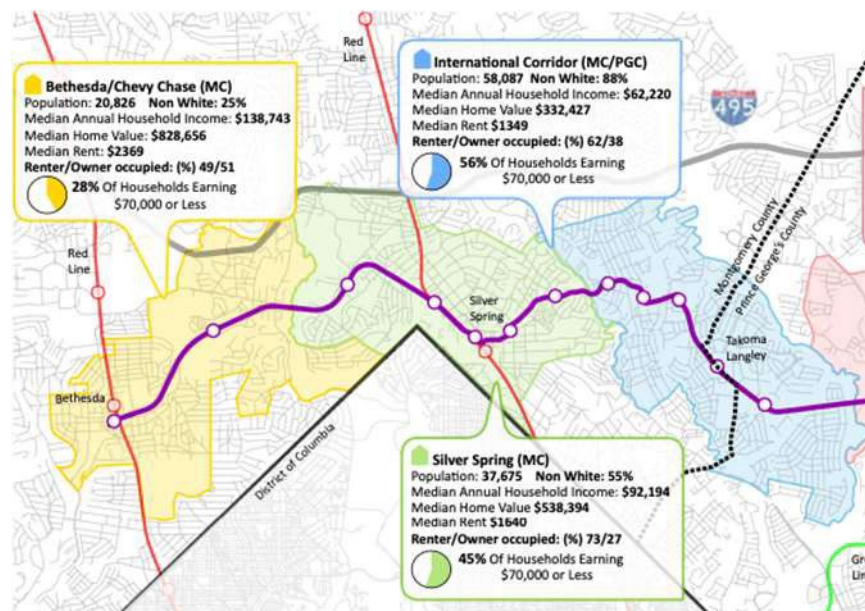 Red
Line
Bethesda/Chevy Chase (MC)
Population: 20,826 Non White: 25%
Median Annual Household Income: $138,743
Median Home Value: $828,656
Median Rent: $2369
Renter/Owner occupied: (%) 49/51
28% Of Households Earning
$70,000 or Less
International Corridor (MC/PGC)
Population: 58,087 Non White: 88%
Median Annual Household Income: $62,220
Median Home Value $332,427
Median Rent $1349
Renter/Owner occupied: (%) 62/38
56% Of Households Earning
$70,000 or Less
495
Red
Line
Montgomery County
Prince George's County
Silver
Spring
Takoma
Langley
Bethesda
District of Columbia
Silver Spring (MC)
Population: 37,675 Non White: 55%
Median Annual Household Income: $92,194
Median Home Value $538,394
Median Rent $1640
Renter/Owner occupied: (%) 73/27
45% Of Households Earning
$70,000 or Less
Gr
Lin